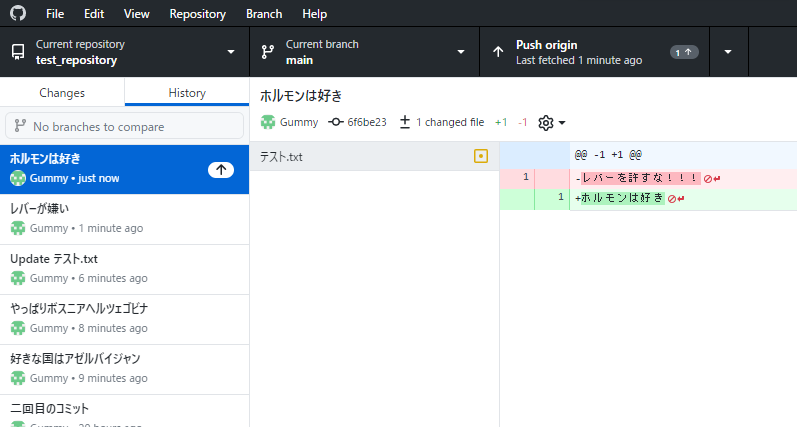 File Edit View Repository Branch Help
Current repository
test_repository
Current branch
main
Push origin
Last fetched 1 minute ago
1
Changes History
No branches to compare
ホルモンは好き
Gummy • just now
レバーが嫌い
Gummy • 1 minute ago
Update テスト.txt
Gummy • 6 minutes ago
やっぱりボスニアヘルツェゴビナ
Gummy • 8 minutes ago
好きな国はアゼルバイジャン
Gummy • 9 minutes ago
二回目のコミット
ホルモンは好き
Gummy 6f6be23 1 changed file +1 -1
テスト.txt
@@ -1 +1 @@
1 -レバーを許すな！！！
1 +ホルモンは好き